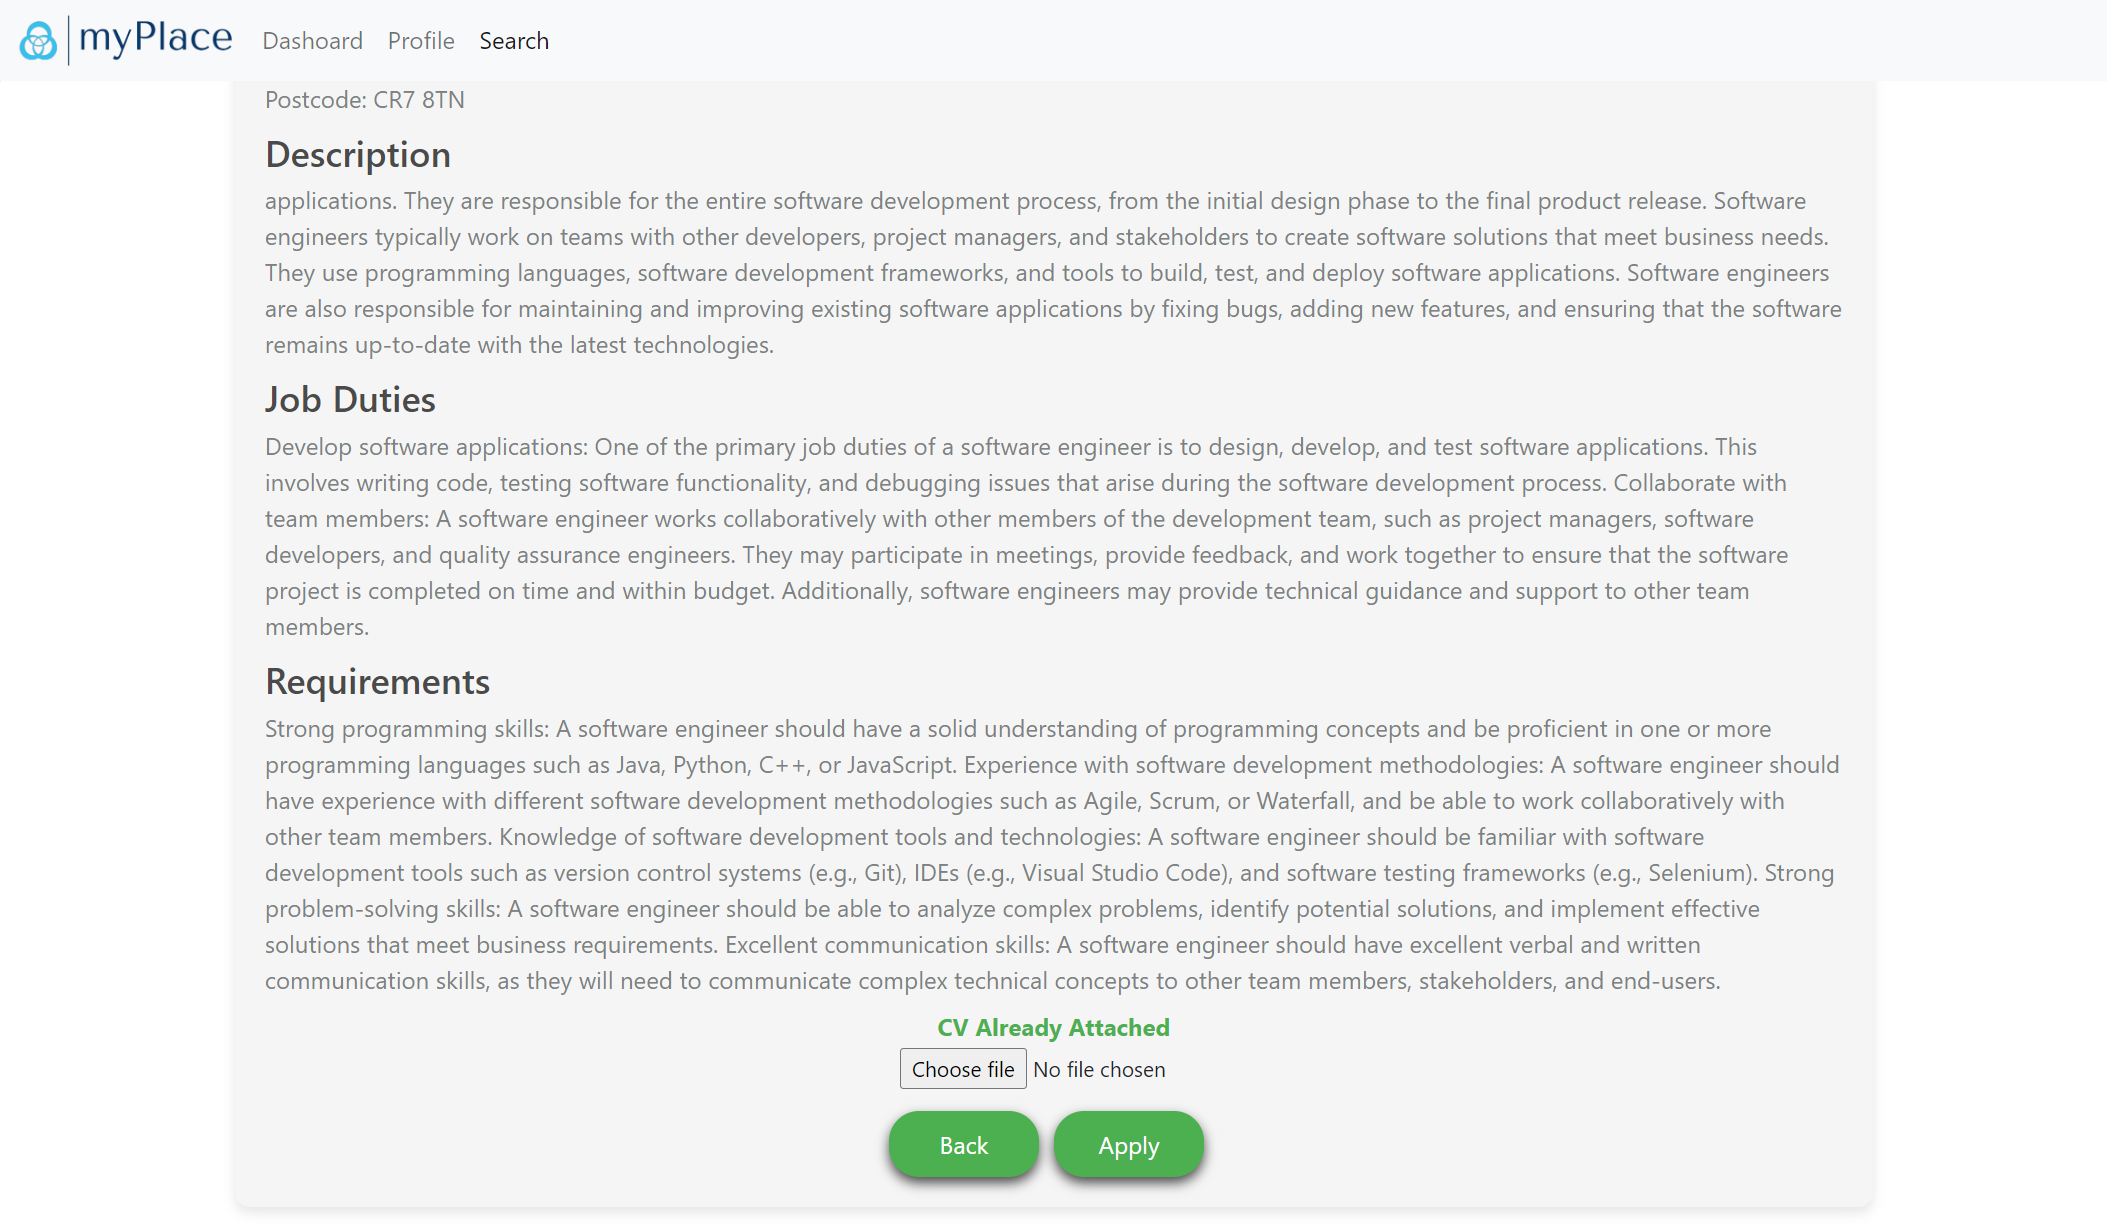 myPlace Dashoard Profile Search
Postcode: CR7 8TN
Description
applications. They are responsible for the entire software development process, from the initial design phase to the final product release. Software
engineers typically work on teams with other developers, project managers, and stakeholders to create software solutions that meet business needs.
They use programming languages, software development frameworks, and tools to build, test, and deploy software applications. Software engineers
are also responsible for maintaining and improving existing software applications by fixing bugs, adding new features, and ensuring that the software
remains up-to-date with the latest technologies.
Job Duties
Develop software applications: One of the primary job duties of a software engineer is to design, develop, and test software applications. This
involves writing code, testing software functionality, and debugging issues that arise during the software development process. Collaborate with
team members: A software engineer works collaboratively with other members of the development team, such as project managers, software
developers, and quality assurance engineers. They may participate in meetings, provide feedback, and work together to ensure that the software
project is completed on time and within budget. Additionally, software engineers may provide technical guidance and support to other team
members.
Requirements
Strong programming skills: A software engineer should have a solid understanding of programming concepts and be proficient in one or more
programming languages such as Java, Python, C++, or JavaScript. Experience with software development methodologies: A software engineer should
have experience with different software development methodologies such as Agile, Scrum, or Waterfall, and be able to work collaboratively with
other team members. Knowledge of software development tools and technologies: A software engineer should be familiar with software
development tools such as version control systems (e.g., Git), IDEs (e.g., Visual Studio Code), and software testing frameworks (e.g., Selenium). Strong
problem-solving skills: A software engineer should be able to analyze complex problems, identify potential solutions, and implement effective
solutions that meet business requirements. Excellent communication skills: A software engineer should have excellent verbal and written
communication skills, as they will need to communicate complex technical concepts to other team members, stakeholders, and end-users.
CV Already Attached
Choose file No file chosen
Back Apply